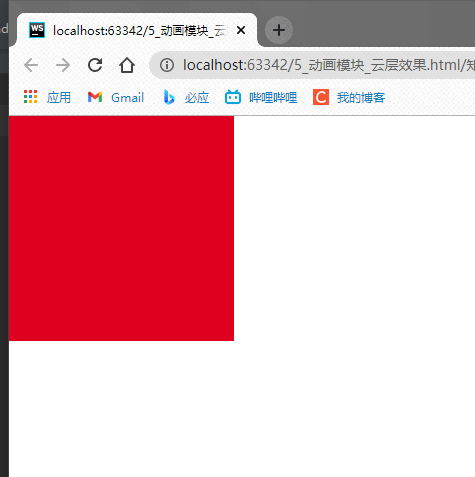 d
WS
localhost:63342/5_动画模块_云
localhost:63342/5_动画模块_云层效果.html/知
应用 Gmail 必应 哔哩哔哩 C 我的博客